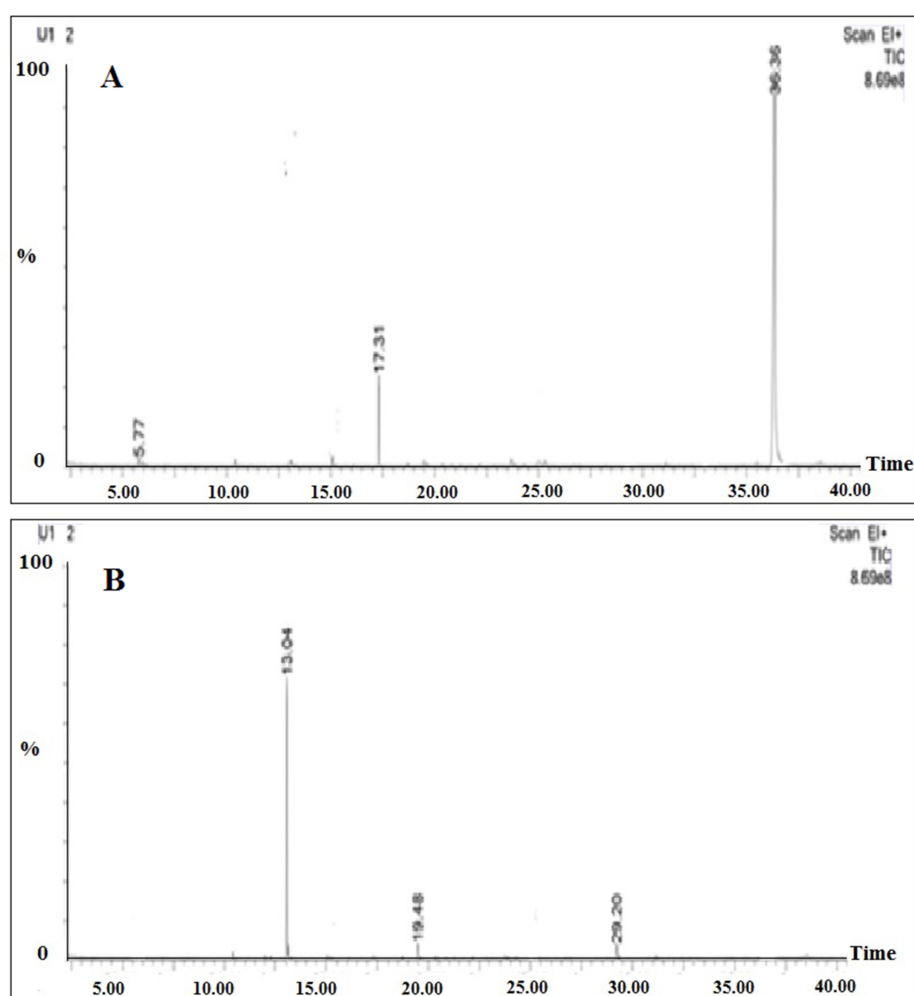 U1 2
Scan EI+
TIC
8.69e8
100
A
36.36
%
17.31
5.77
0
Time
5.00 10.00 15.00 20.00 25.00 30.00 35.00 40.00
U1 2
Scan EI+
TIC
8.69e8
100
B
13.04
%
19.48
29.20
0
Time
5.00 10.00 15.00 20.00 25.00 30.00 35.00 40.00